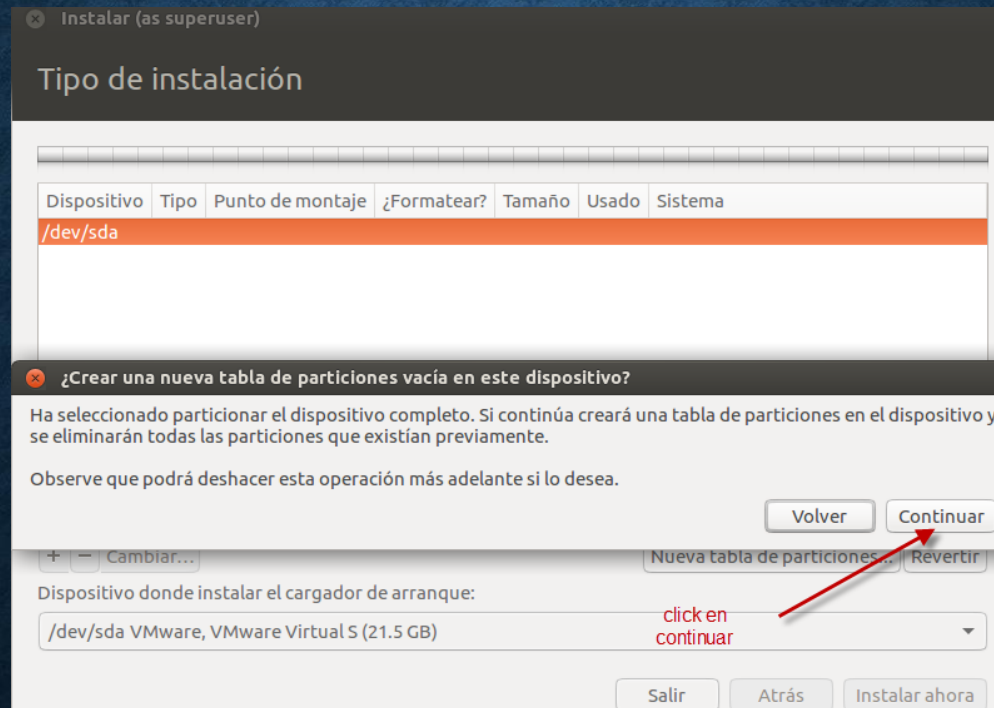 Instalar (as superuser)
Tipo de instalación
Dispositivo Tipo Punto de montaje ¿Formatear? Tamaño Usado Sistema
/dev/sda
¿Crear una nueva tabla de particiones vacía en este dispositivo?
Ha seleccionado particionar el dispositivo completo. Si continúa creará una tabla de particiones en el dispositivo y
se eliminarán todas las particiones que existían previamente.
Observe que podrá deshacer esta operación más adelante si lo desea.
Volver Continuar
+ − Cambiar... Nueva tabla de particiones... Revertir
Dispositivo donde instalar el cargador de arranque:
click en
continuar
/dev/sda VMware, VMware Virtual S (21.5 GB)
Salir Atrás Instalar ahora